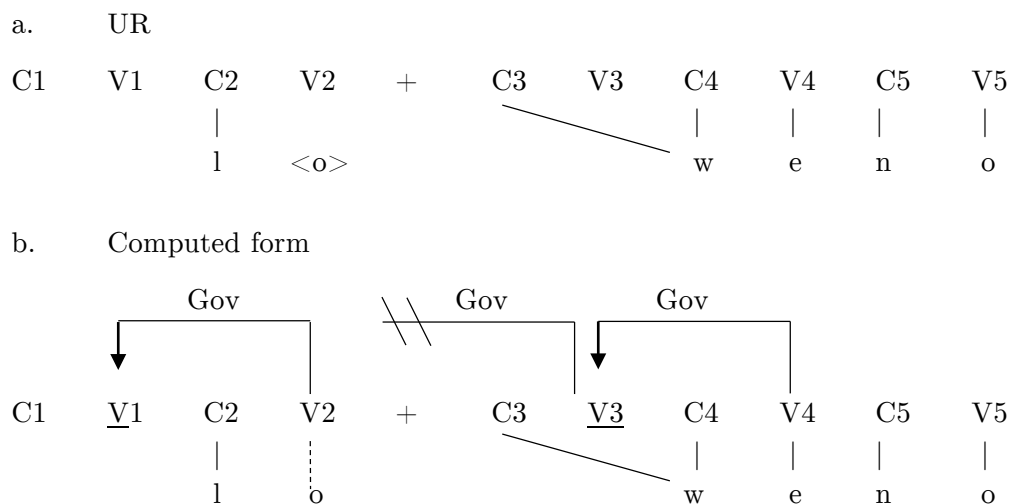 a. UR
C1 V1 C2 V2 + C3 V3 C4 V4 C5 V5
l <o> w e n o
b. Computed form
Gov Gov Gov
C1 V1 C2 V2 + C3 V3 C4 V4 C5 V5
l o w e n o